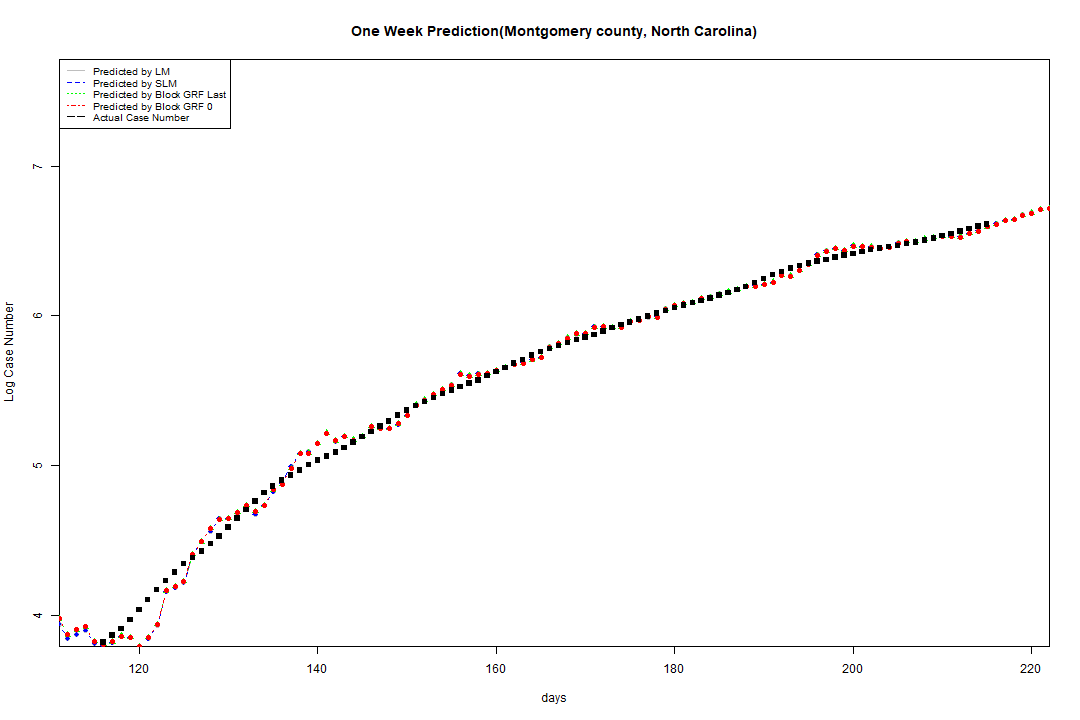 One Week Prediction(Montgomery county, North Carolina)
Predicted by LM
Predicted by SLM
Predicted by Block GRF Last
Predicted by Block GRF 0
Actual Case Number
7
6
5
4
Log Case Number
120 140 160 180 200 220
days